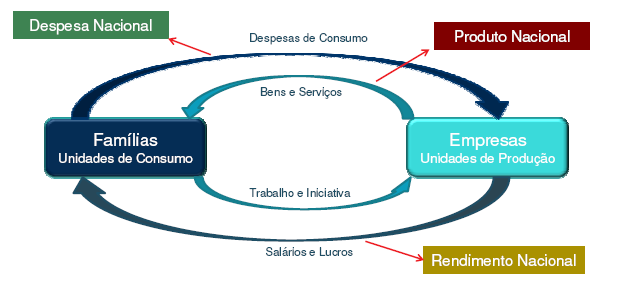 Despesa Nacional
Despesas de Consumo
Produto Nacional
Bens e Serviços
Famílias
Unidades de Consumo
Empresas
Unidades de Produção
Trabalho e Iniciativa
Salários e Lucros
Rendimento Nacional